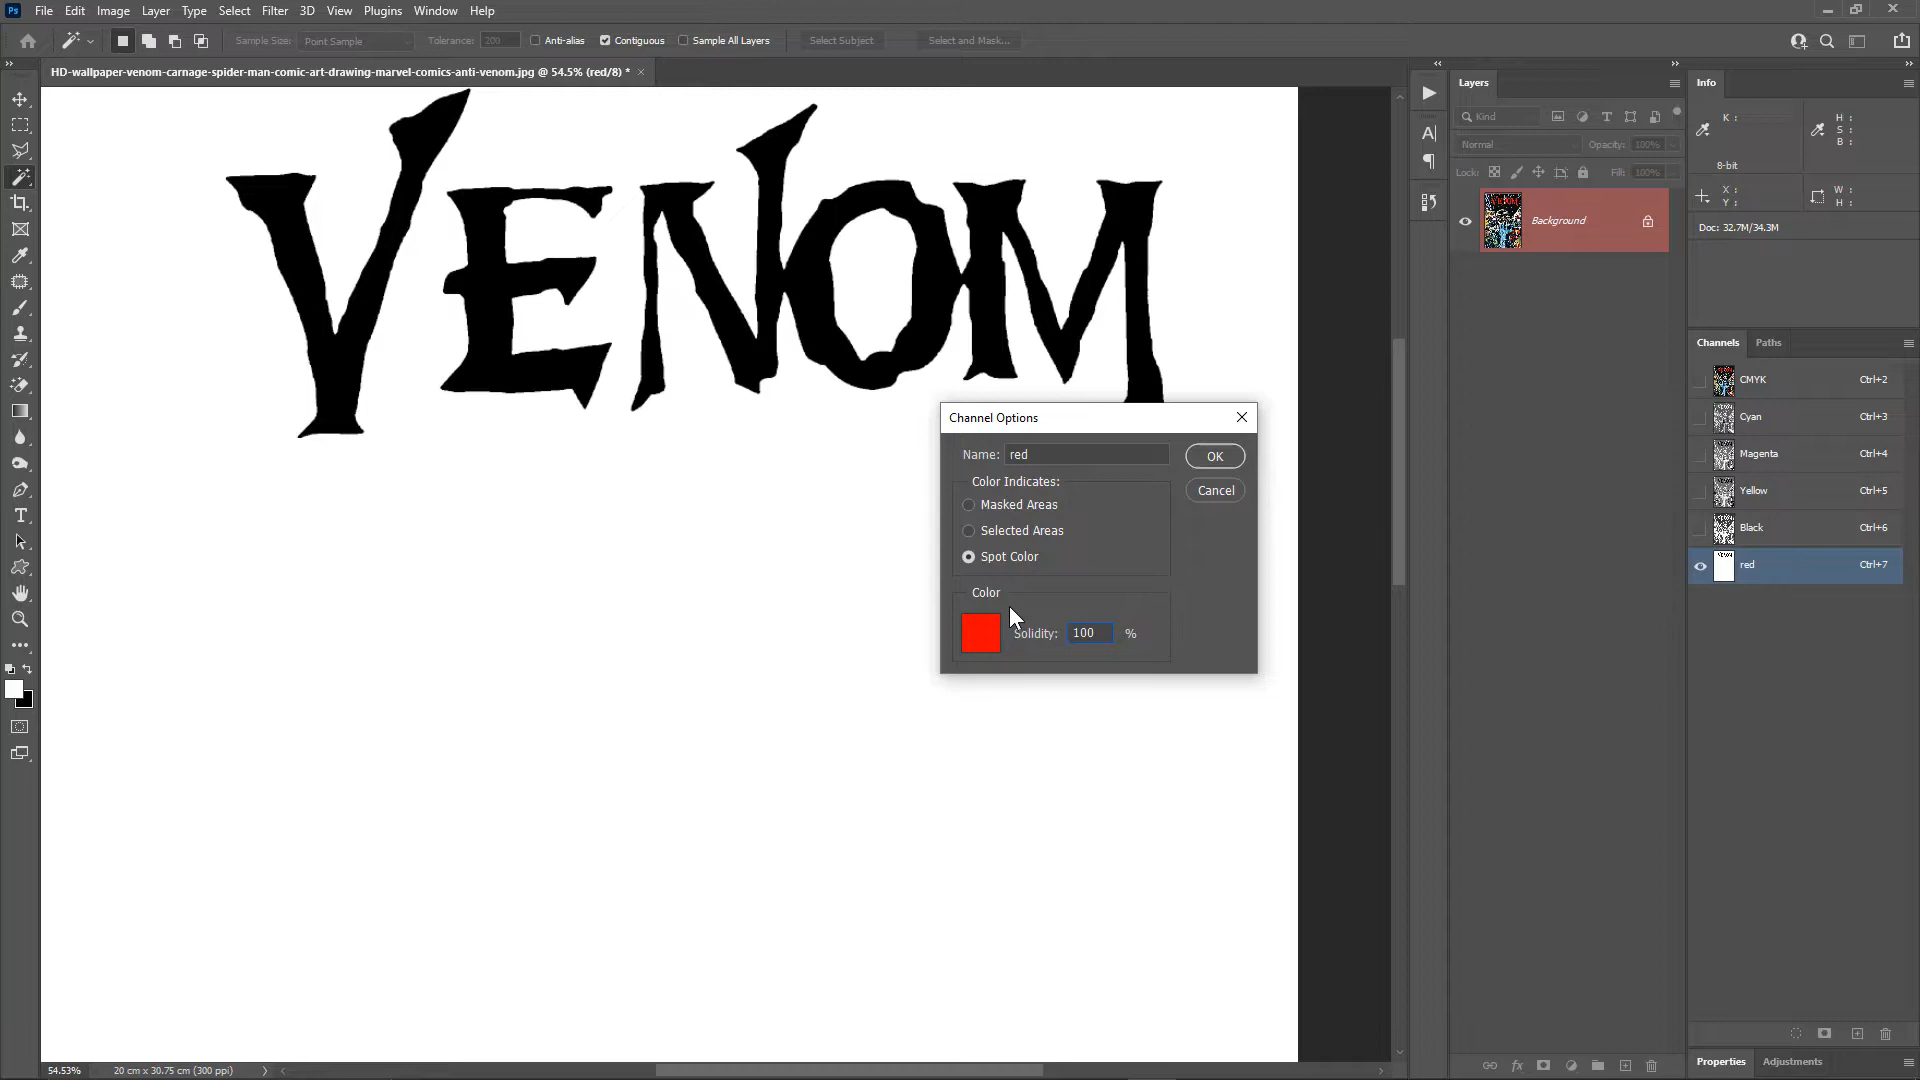 Ps File Edit Image Layer Type Select Filter 3D View Plugins Window Help
Sample Size: Point Sample Tolerance: 200 Anti-alias Contiguous Sample All Layers Select Subject Select and Mask...
HD-wallpaper-venom-carnage-spider-man-comic-art-drawing-marvel-comics-anti-venom.jpg @ 54.5% (red/8) * ×
VENOM
Channel Options
Name: red
OK
Color Indicates:
Cancel
Masked Areas
Selected Areas
Spot Color
Color
Solidity: 100 %
Layers
Kind
Normal Opacity: 100%
Lock: Fill: 100%
Background
Info
K : H :
S :
B :
8-bit
X : W :
Y : H :
Doc: 32.7M/34.3M
Channels Paths
CMYK Ctrl+2
Cyan Ctrl+3
Magenta Ctrl+4
Yellow Ctrl+5
Black Ctrl+6
red Ctrl+7
fx
Properties Adjustments
54.53% 20 cm x 30.75 cm (300 ppi)